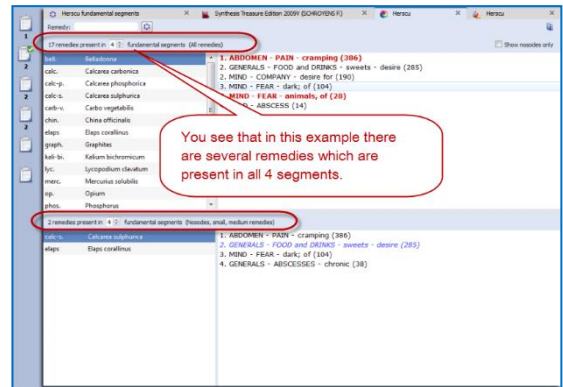 Herscu fundamental segments
Synthesis Treasure Edition 2009V (SCHROYENS F.)
Herscu
Herscu
Remedy:
17 remedies present in 4 fundamental segments (All remedies)
Show nosodes only
bell. Belladonna
calc. Calcarea carbonica
calc-p. Calcarea phosphorica
calc-s. Calcarea sulphurica
carb-v. Carbo vegetabilis
chin. China officinalis
elaps Elaps corallinus
graph. Graphites
kali-bi. Kalium bichromicum
lyc. Lycopodium clavatum
merc. Mercurius solubilis
op. Opium
phos. Phosphorus
1. ABDOMEN - PAIN - cramping (386)
2. GENERALS - FOOD and DRINKS - sweets - desire (285)
2. MIND - COMPANY - desire for (190)
3. MIND - FEAR - dark; of (104)
MIND - FEAR - animals, of (28)
- ABSCESS (14)
You see that in this example there
are several remedies which are
present in all 4 segments.
2 remedies present in 4 fundamental segments (Nosodes, small, medium remedies)
calc-s. Calcarea sulphurica
elaps Elaps corallinus
1. ABDOMEN - PAIN - cramping (386)
2. GENERALS - FOOD and DRINKS - sweets - desire (285)
3. MIND - FEAR - dark; of (104)
4. GENERALS - ABSCESSES - chronic (38)
1
2
2
2